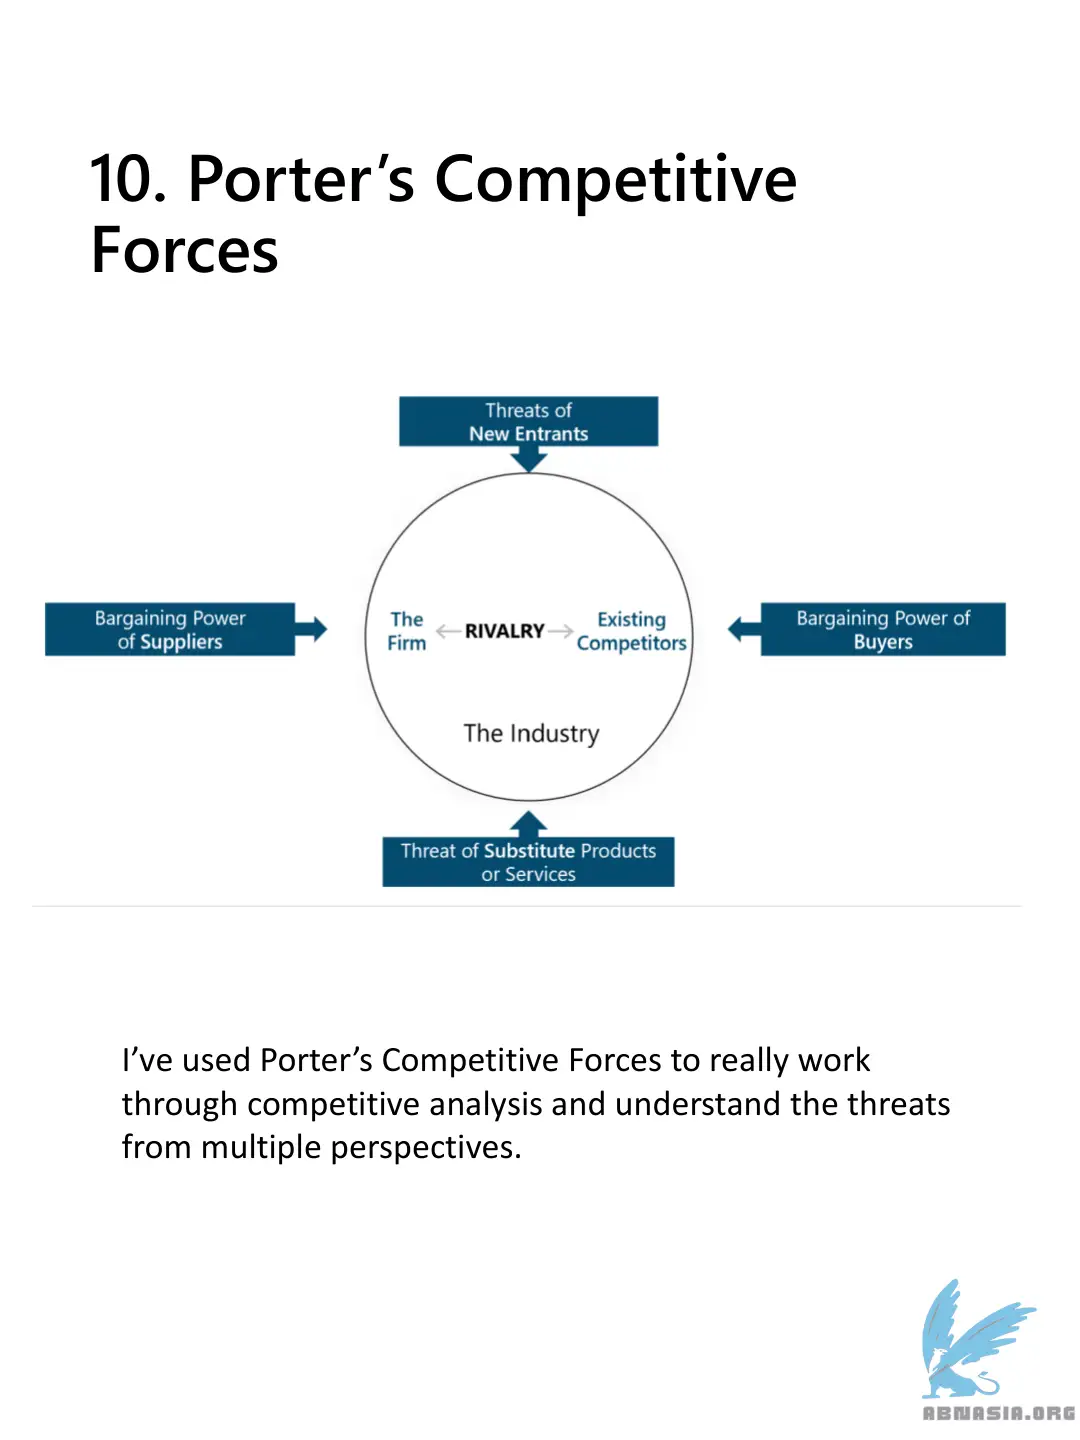 10. Porter’s Competitive
Forces
Threats of
New Entrants
Bargaining Power
of Suppliers
The
Firm
RIVALRY
Existing
Competitors
Bargaining Power of
Buyers
The Industry
Threat of Substitute Products
or Services
I’ve used Porter’s Competitive Forces to really work
through competitive analysis and understand the threats
from multiple perspectives.
ABNASIA.ORG